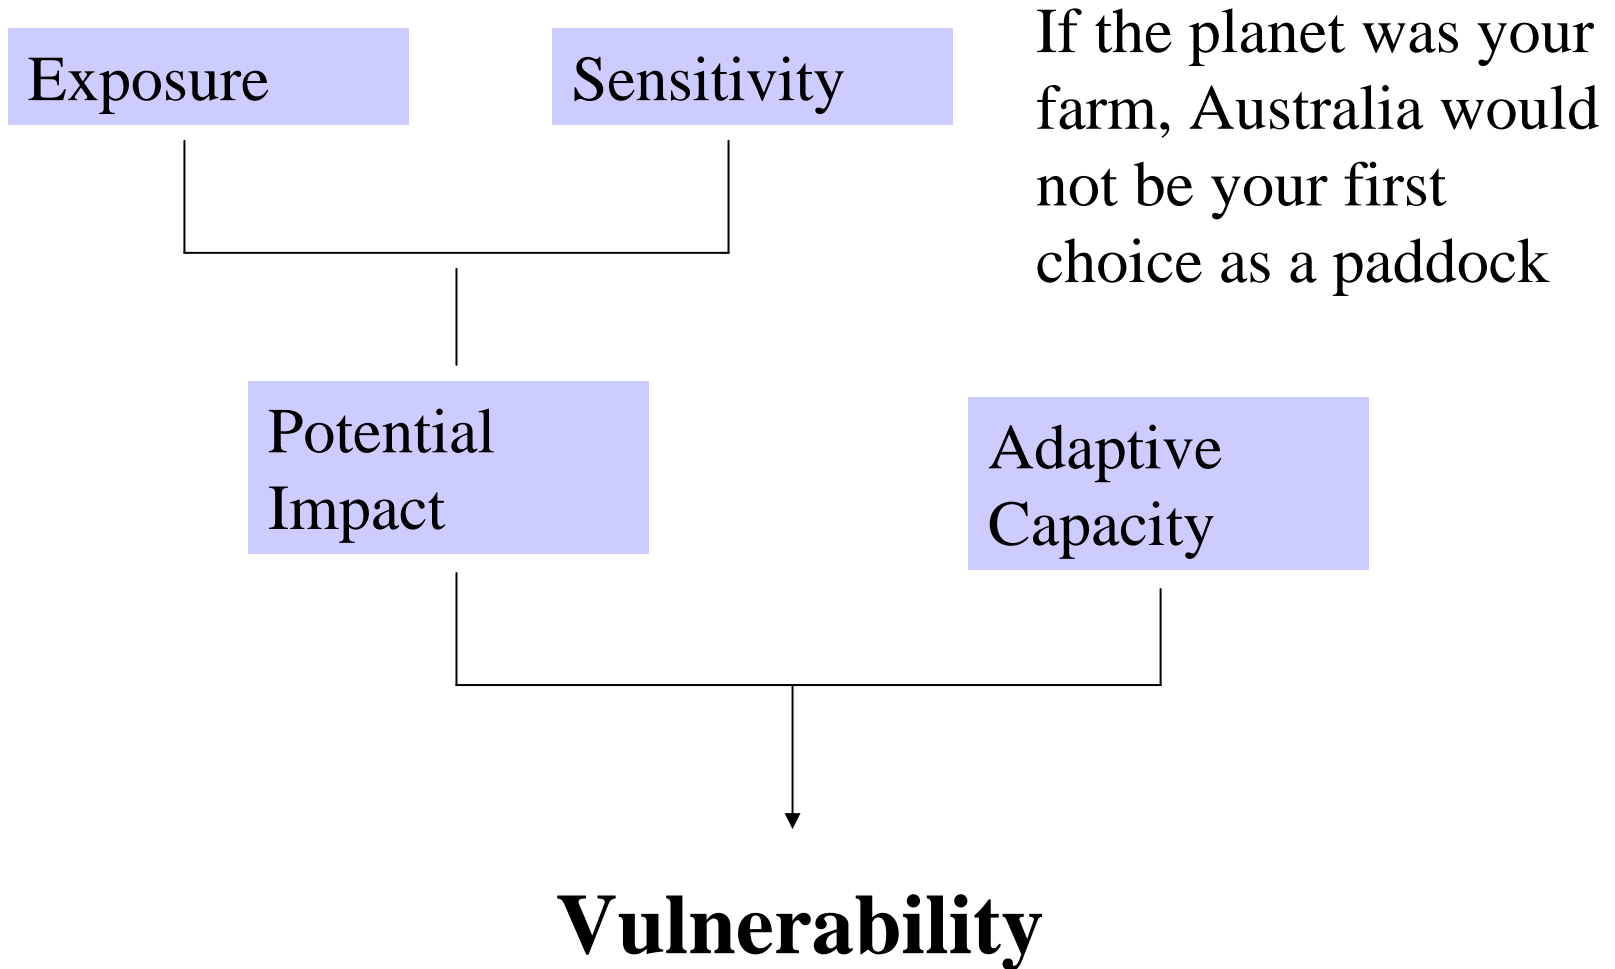 Exposure
Sensitivity
If the planet was your
farm, Australia would
not be your first
choice as a paddock
Potential
Impact
Adaptive
Capacity
Vulnerability